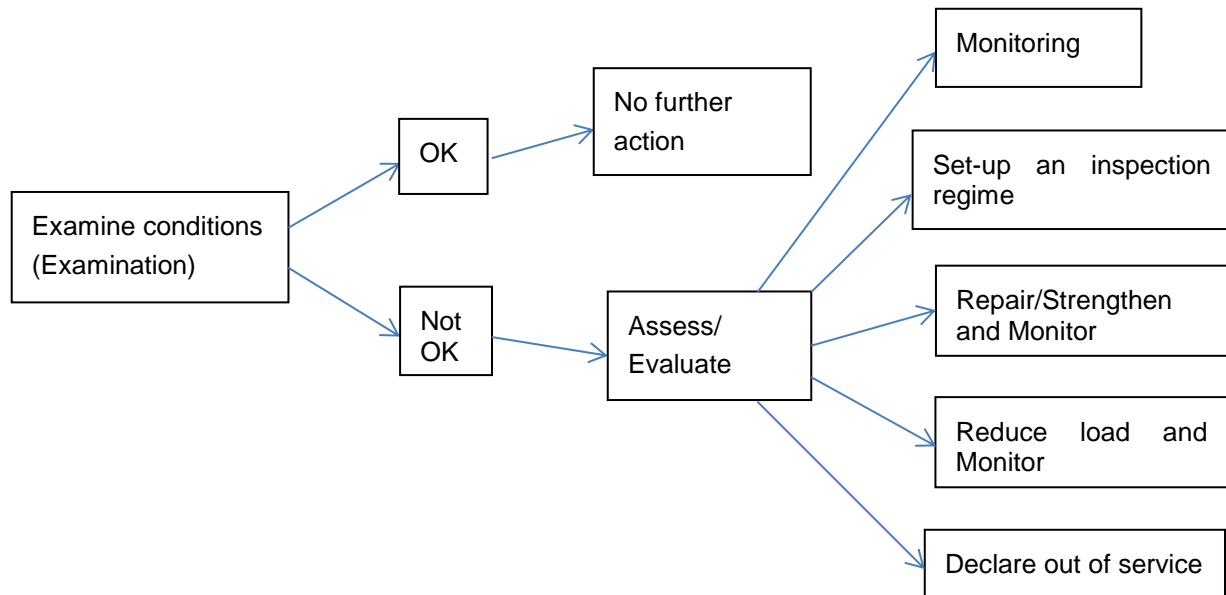 Examine conditions
(Examination)
OK
No further
action
Not
OK
Assess/
Evaluate
Monitoring
Set-up an inspection
regime
Repair/Strengthen
and Monitor
Reduce load and
Monitor
Declare out of service